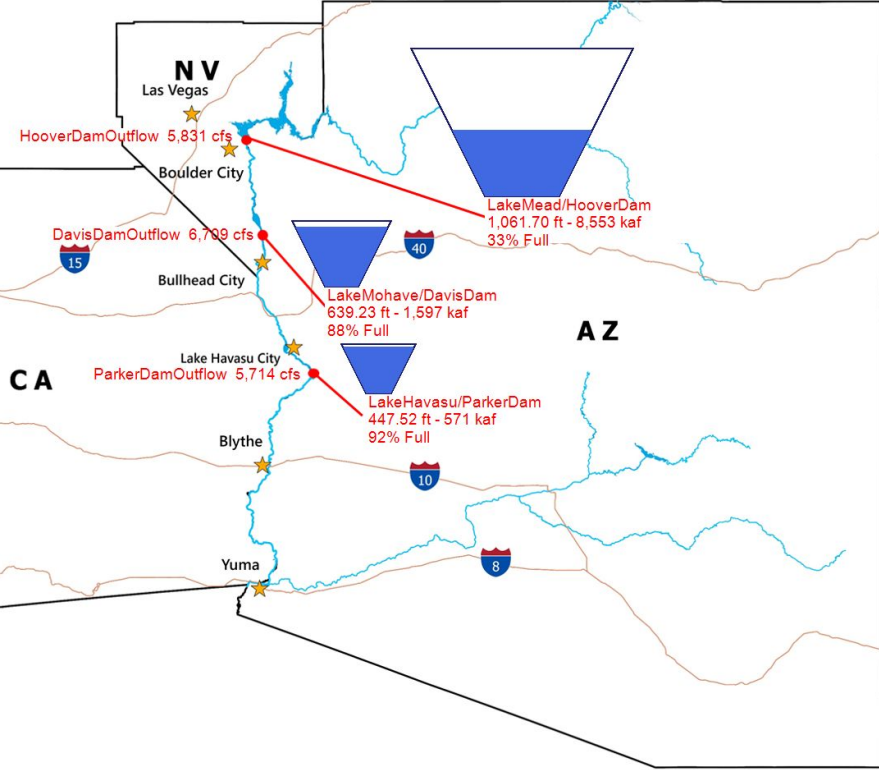 NV
Las Vegas
HooverDamOutflow 5,831 cfs
Boulder City
LakeMead/HooverDam
1,061.70 ft - 8,553 kaf
33% Full
DavisDamOutflow 6,709 cfs
15
40
Bullhead City
LakeMohave/DavisDam
639.23 ft - 1,597 kaf
88% Full
AZ
Lake Havasu City
CA
ParkerDamOutflow 5,714 cfs
LakeHavasu/ParkerDam
447.52 ft - 571 kaf
92% Full
Blythe
10
Yuma
8